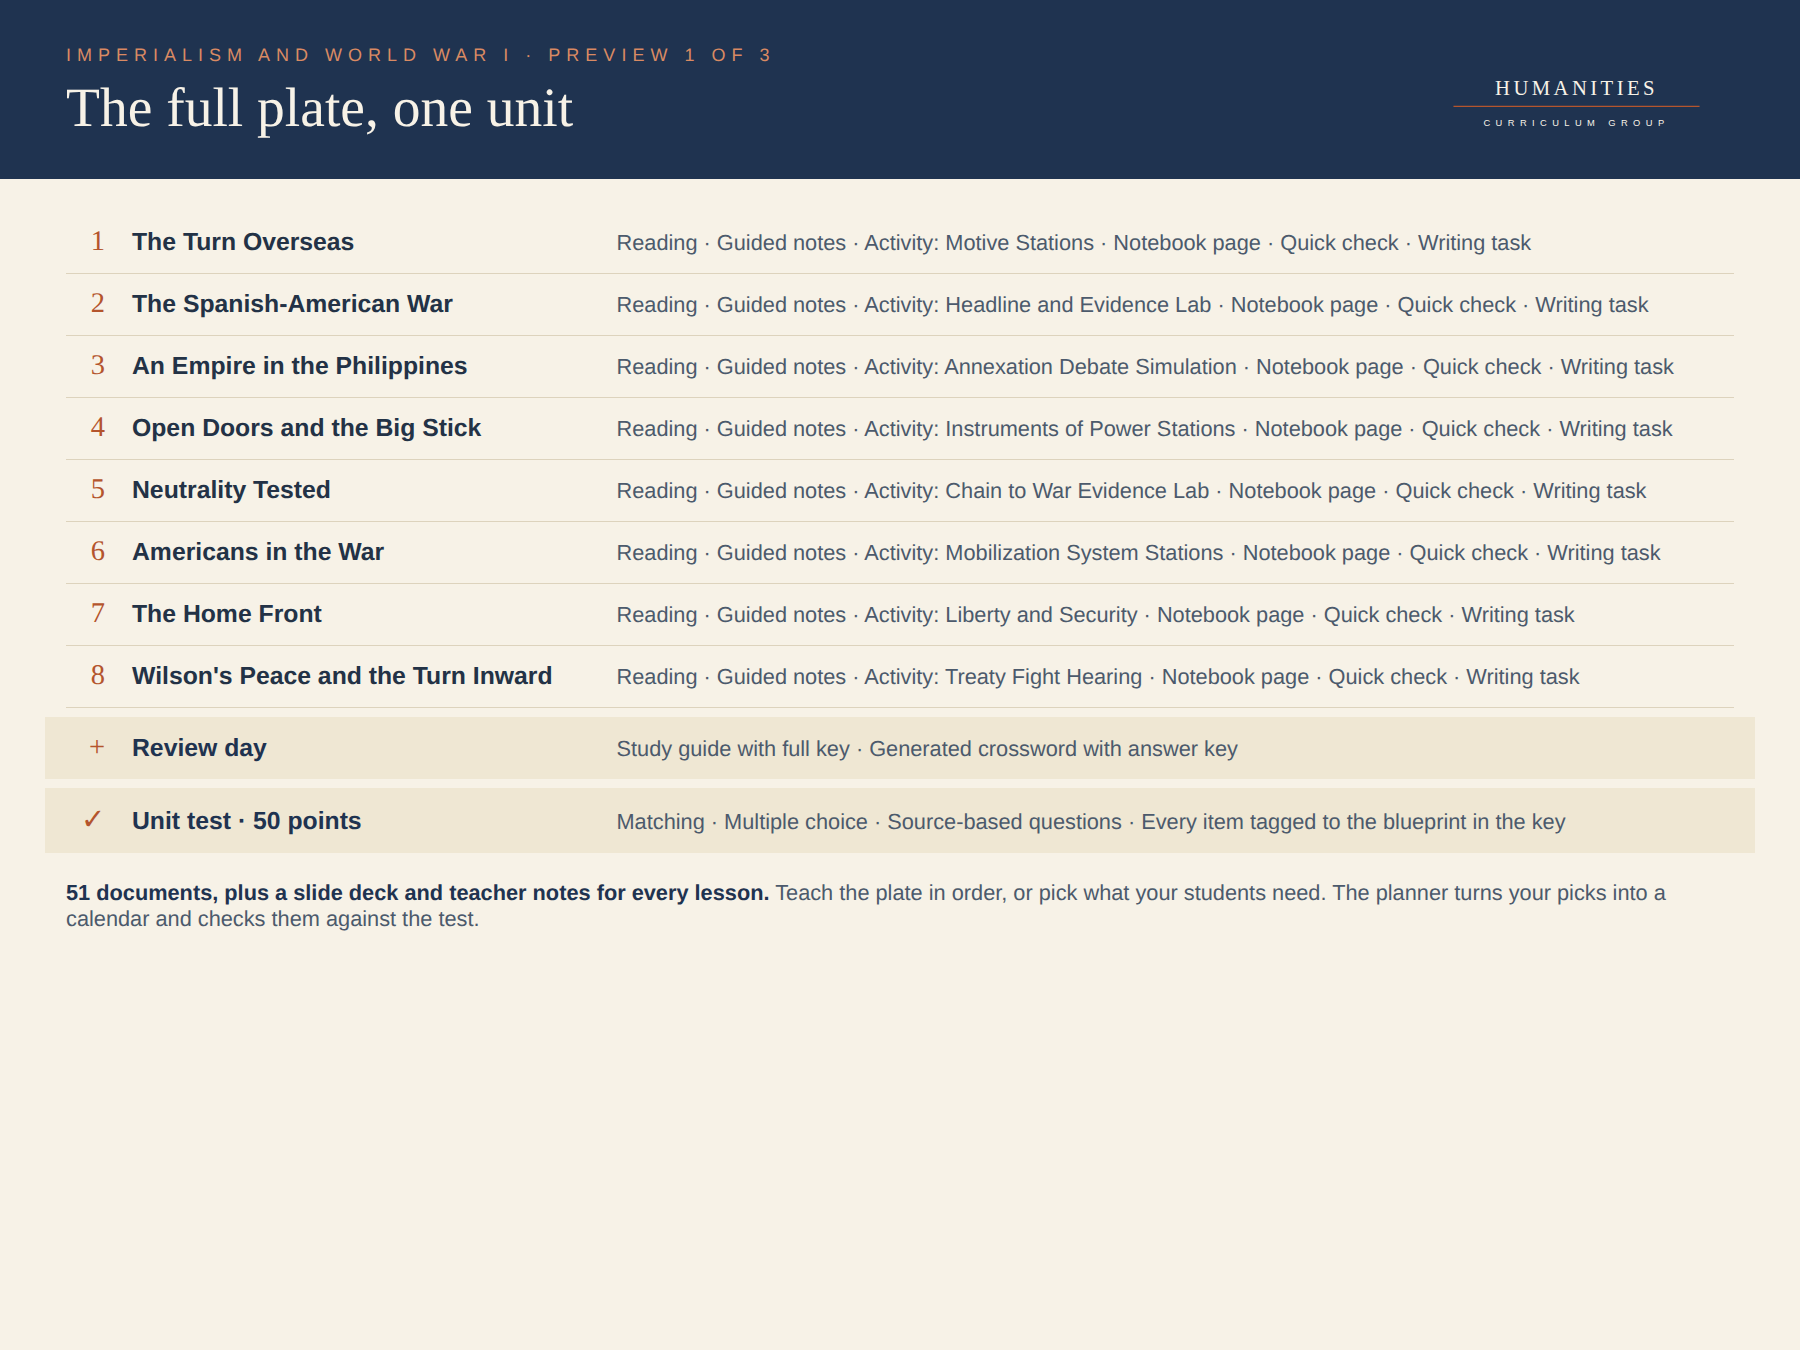 IMPERIALISM AND WORLD WAR I · PREVIEW 1 OF 3
The full plate, one unit
HUMANITIES
CURRICULUM GROUP
1 The Turn Overseas Reading · Guided notes · Activity: Motive Stations · Notebook page · Quick check · Writing task
2 The Spanish-American War Reading · Guided notes · Activity: Headline and Evidence Lab · Notebook page · Quick check · Writing task
3 An Empire in the Philippines Reading · Guided notes · Activity: Annexation Debate Simulation · Notebook page · Quick check · Writing task
4 Open Doors and the Big Stick Reading · Guided notes · Activity: Instruments of Power Stations · Notebook page · Quick check · Writing task
5 Neutrality Tested Reading · Guided notes · Activity: Chain to War Evidence Lab · Notebook page · Quick check · Writing task
6 Americans in the War Reading · Guided notes · Activity: Mobilization System Stations · Notebook page · Quick check · Writing task
7 The Home Front Reading · Guided notes · Activity: Liberty and Security · Notebook page · Quick check · Writing task
8 Wilson's Peace and the Turn Inward Reading · Guided notes · Activity: Treaty Fight Hearing · Notebook page · Quick check · Writing task
+ Review day Study guide with full key · Generated crossword with answer key
✓ Unit test · 50 points Matching · Multiple choice · Source-based questions · Every item tagged to the blueprint in the key
51 documents, plus a slide deck and teacher notes for every lesson. Teach the plate in order, or pick what your students need. The planner turns your picks into a
calendar and checks them against the test.